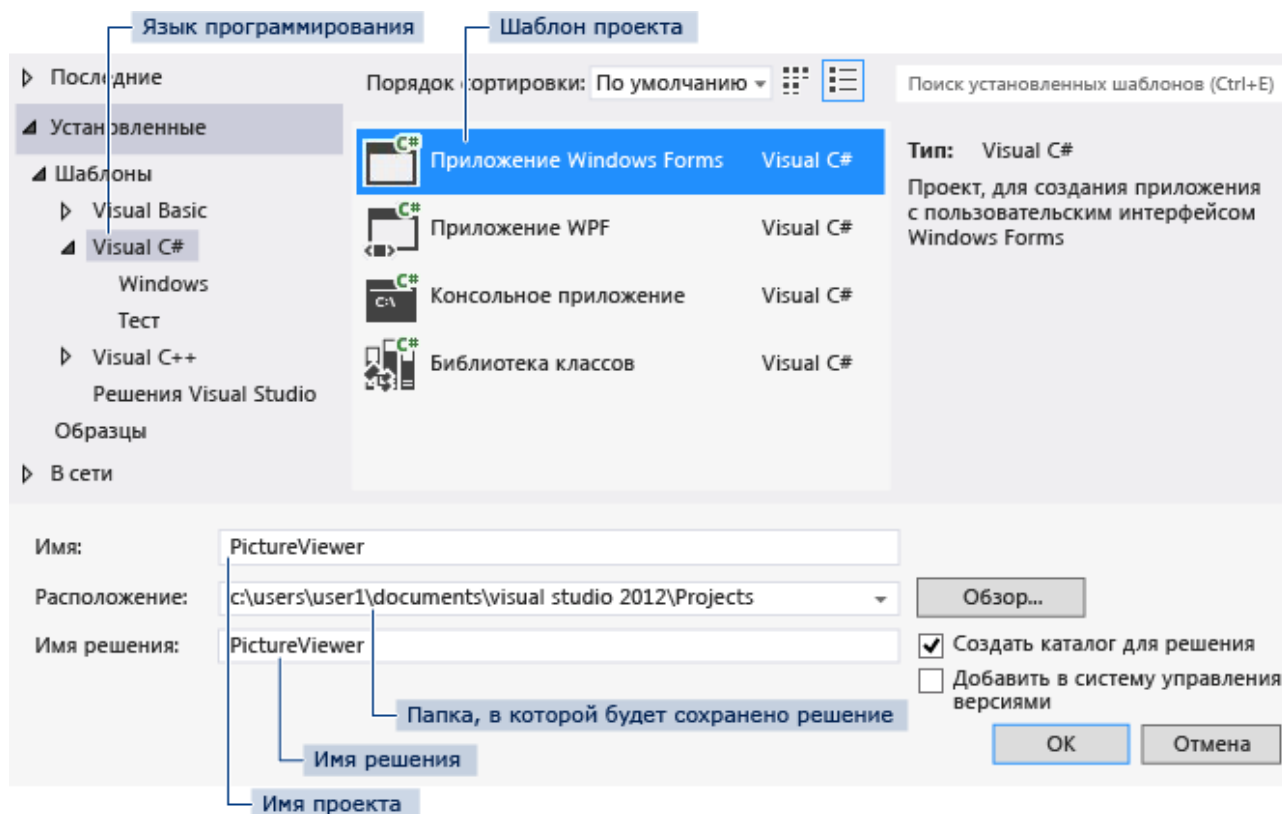 Язык программирования
Шаблон проекта
Последние
Порядок сортировки: По умолчанию
Поиск установленных шаблонов (Ctrl+E)
Установленные
Шаблоны
Visual Basic
Visual C#
Windows
Тест
Visual C++
Решения Visual Studio
Образцы
В сети
C# Приложение Windows Forms Visual C#
C# Приложение WPF Visual C#
C# C:\ Консольное приложение Visual C#
C# Библиотека классов Visual C#
Тип: Visual C#
Проект, для создания приложения
с пользовательским интерфейсом
Windows Forms
Имя: PictureViewer
Расположение: c:\users\user1\documents\visual studio 2012\Projects
Обзор...
Имя решения: PictureViewer
Создать каталог для решения
Добавить в систему управления
версиями
Папка, в которой будет сохранено решение
OK
Отмена
Имя решения
Имя проекта